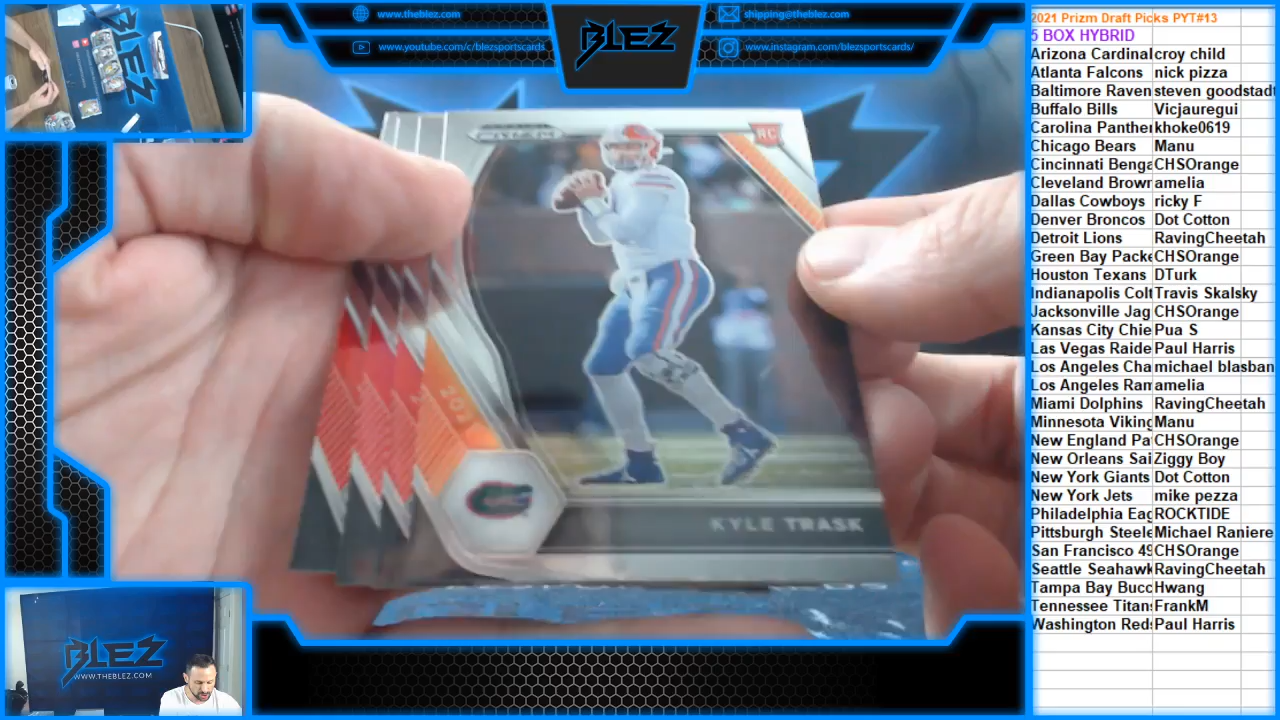 www.theblez.com
www.youtube.com/c/blezsportscards
BLEZ
shipping@theblez.com
www.instagram.com/blezsportscards/
PRIZM
RC
KYLE TRASK
BLEZ
BLEZ
WWW.THEBLEZ.COM
2021 Prizm Draft Picks PYT#13
5 BOX HYBRID
Arizona Cardinal croy child
Atlanta Falcons nick pizza
Baltimore Raven steven goodstadt
Buffalo Bills Vicjauregui
Carolina Panther khoke0619
Chicago Bears Manu
Cincinnati Benga CHSOrange
Cleveland Brown amelia
Dallas Cowboys ricky F
Denver Broncos Dot Cotton
Detroit Lions RavingCheetah
Green Bay Packe CHSOrange
Houston Texans DTurk
Indianapolis Colt Travis Skalsky
Jacksonville Jag CHSOrange
Kansas City Chie Pua S
Las Vegas Raide Paul Harris
Los Angeles Cha michael blasban
Los Angeles Ram amelia
Miami Dolphins RavingCheetah
Minnesota Viking Manu
New England Pa CHSOrange
New Orleans Sai Ziggy Boy
New York Giants Dot Cotton
New York Jets mike pezza
Philadelphia Eag ROCKTIDE
Pittsburgh Steele Michael Raniere
San Francisco 49 CHSOrange
Seattle Seahawk RavingCheetah
Tampa Bay Bucc Hwang
Tennessee Titans FrankM
Washington Reds Paul Harris